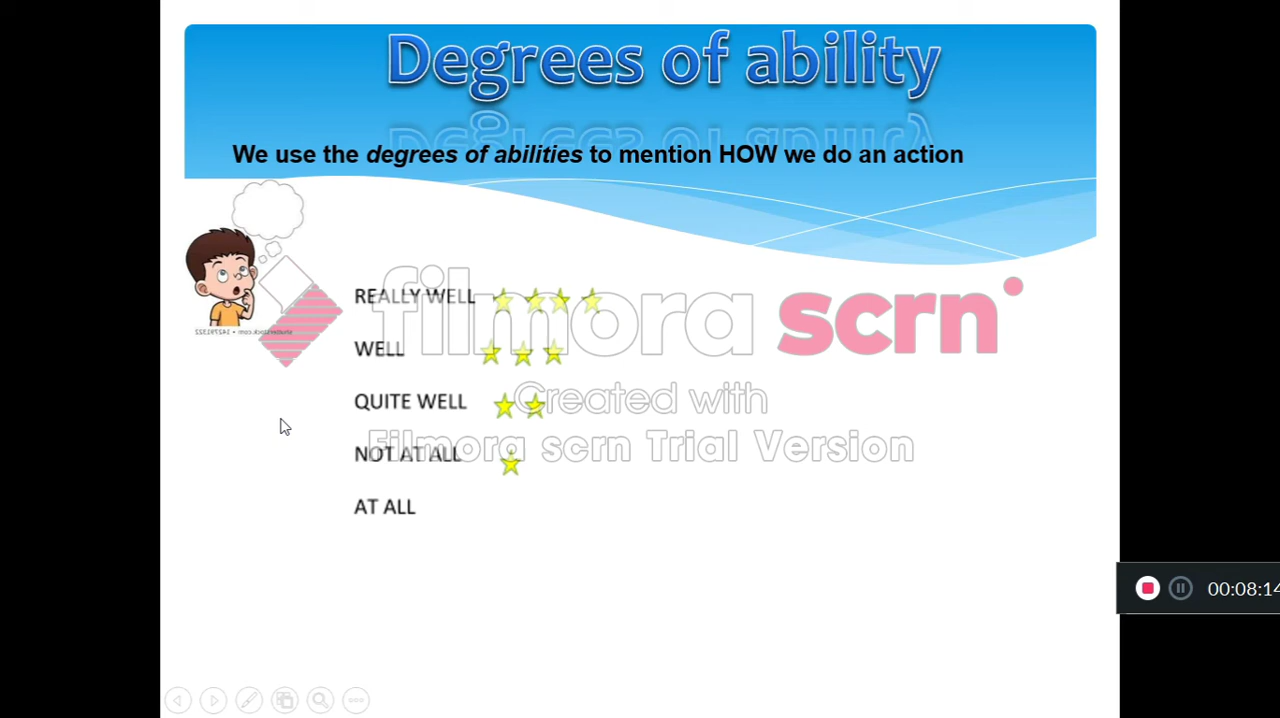 Degrees of ability
We use the degrees of abilities to mention HOW we do an action
REALLY WELL
filmora scrn
WELL
QUITE WELL
Created with
Filmora scrn Trial Version
NOT AT ALL
AT ALL
00:08:14